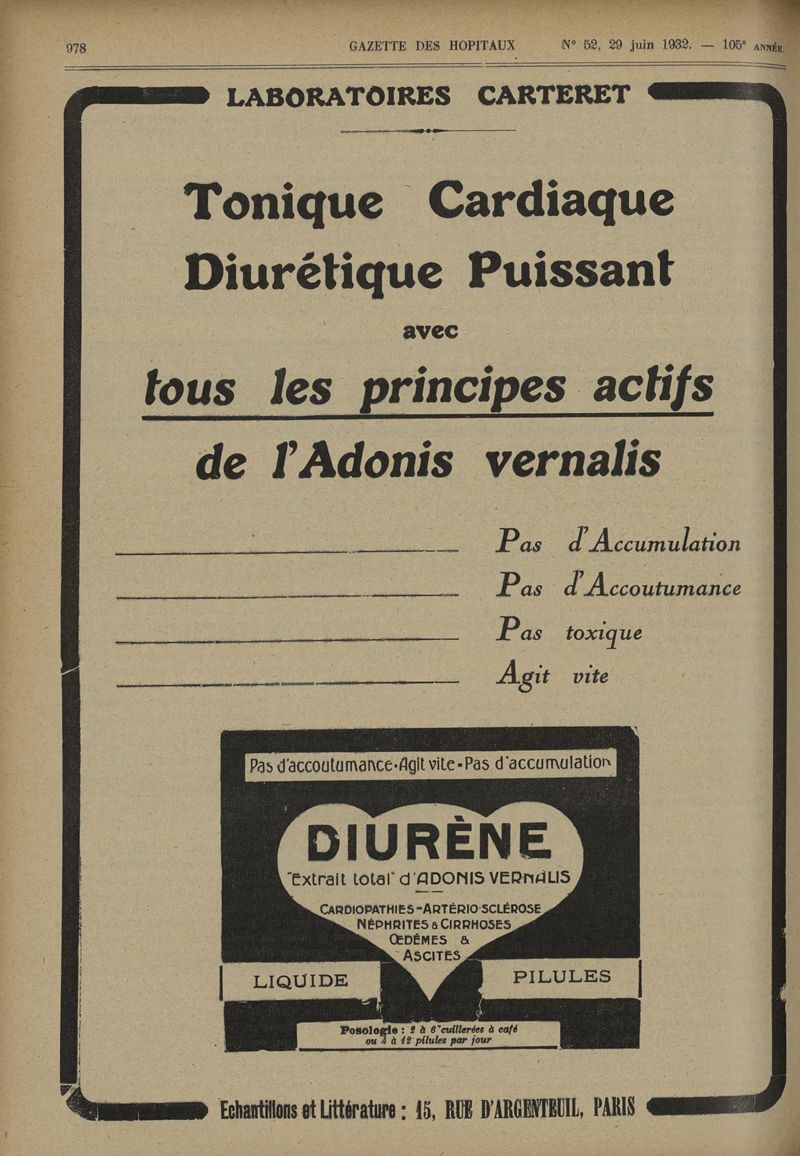 978 GAZETTE DES HOPITAUX N° 52, 29 juin 1932. — 105e ANNÉE
LABORATOIRES CARTERET
Tonique Cardiaque
Diurétique Puissant
avec
tous les principes actifs
de l'Adonis vernalis
Pas d'Accumulation
Pas d'Accoutumance
Pas toxique
Agit vite
Pas d'accoutumance-Agit vite-Pas d'accumulation
DIURÈNE
"Extrait total" d'ADONIS VERNALIS
CARDIOPATHIES-ARTÉRIO-SCLÉROSE
NÉPHRITES & CIRRHOSES
ŒDÊMES &
ASCITES
LIQUIDE PILULES
Posologie : 2 à 6 cuillerées à café
ou 4 à 12 pilules par jour
Echantillons et Littérature : 15, RUE D'ARGENTEUIL, PARIS